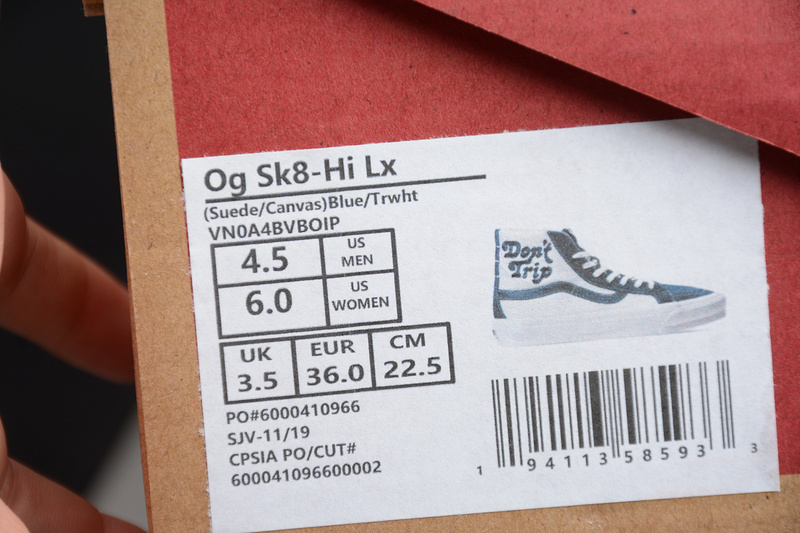 Og Sk8-Hi Lx
(Suede/Canvas)Blue/Trwht
VN0A4BVBOIP
4.5 US MEN
6.0 US WOMEN
UK EUR CM
3.5 36.0 22.5
PO#6000410966
SJV-11/19
CPSIA PO/CUT#
600041096600002
Don't
Trip
1 94113 58593 3